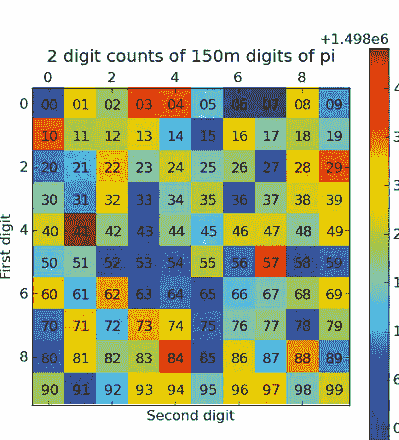 +1.498e6
2 digit counts of 150m digits of pi
0 2 4 6 8
0 00 01 02 03 04 05 06 07 08 09
10 11 12 13 14 15 16 17 18 19
2 20 21 22 23 24 25 26 27 28 29
30 31 32 33 34 35 36 37 38 39
4 40 41 42 43 44 45 46 47 48 49
50 51 52 53 54 55 56 57 58 59
6 60 61 62 63 64 65 66 67 68 69
70 71 72 73 74 75 76 77 78 79
8 80 81 82 83 84 85 86 87 88 89
90 91 92 93 94 95 96 97 98 99
First digit
Second digit